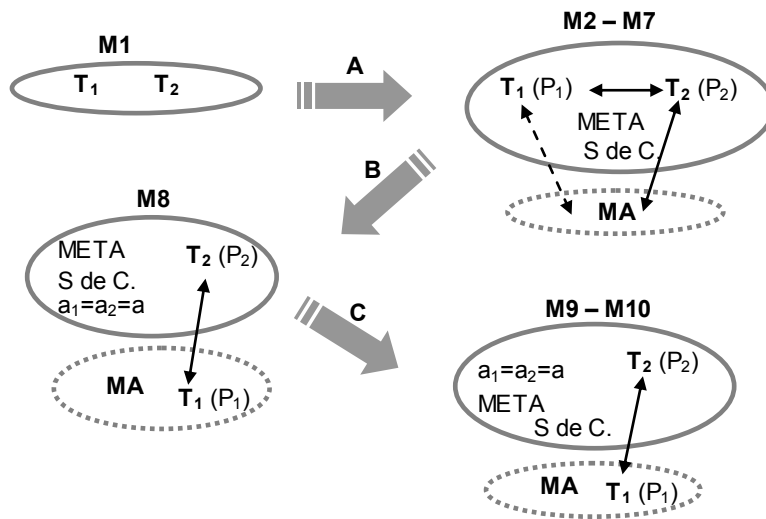 M1
T₁ T₂
A
M2 – M7
T₁ (P₁) T₂ (P₂)
META
S de C.
MA
B
M8
META T₂ (P₂)
S de C.
a₁=a₂=a
MA T₁ (P₁)
C
M9 – M10
a₁=a₂=a T₂ (P₂)
META
S de C.
MA T₁ (P₁)